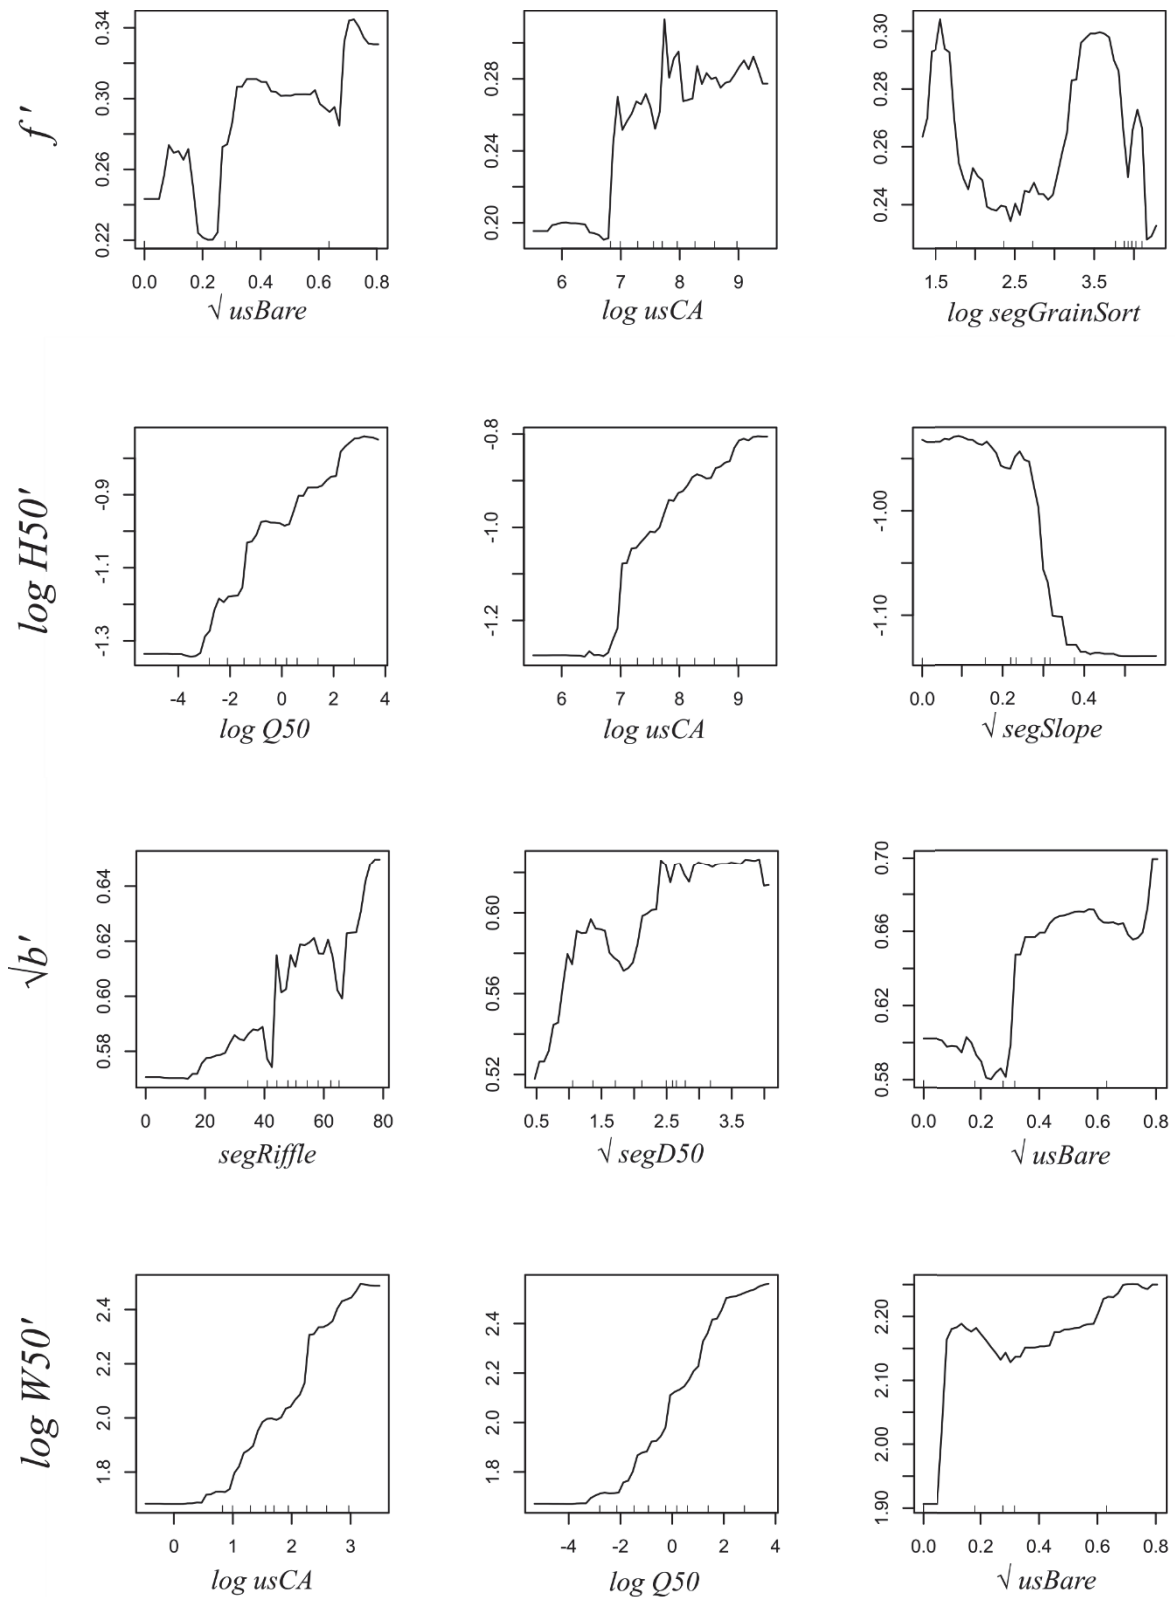 f'
0.22 0.26 0.30 0.34
0.0 0.2 0.4 0.6 0.8
√ usBare
0.20 0.24 0.28
6 7 8 9
log usCA
0.24 0.26 0.28 0.30
1.5 2.5 3.5
log segGrainSort
log H50'
-1.3 -1.1 -0.9
-4 -2 0 2 4
log Q50
-1.2 -1.0 -0.8
6 7 8 9
log usCA
-1.10 -1.00
0.0 0.2 0.4
√ segSlope
√b'
0.58 0.60 0.62 0.64
0 20 40 60 80
segRiffle
0.52 0.56 0.60
0.5 1.5 2.5 3.5
√ segD50
0.58 0.62 0.66 0.70
0.0 0.2 0.4 0.6 0.8
√ usBare
log W50'
1.8 2.0 2.2 2.4
0 1 2 3
log usCA
1.8 2.0 2.2 2.4
-4 -2 0 2 4
log Q50
1.90 2.00 2.10 2.20
0.0 0.2 0.4 0.6 0.8
√ usBare